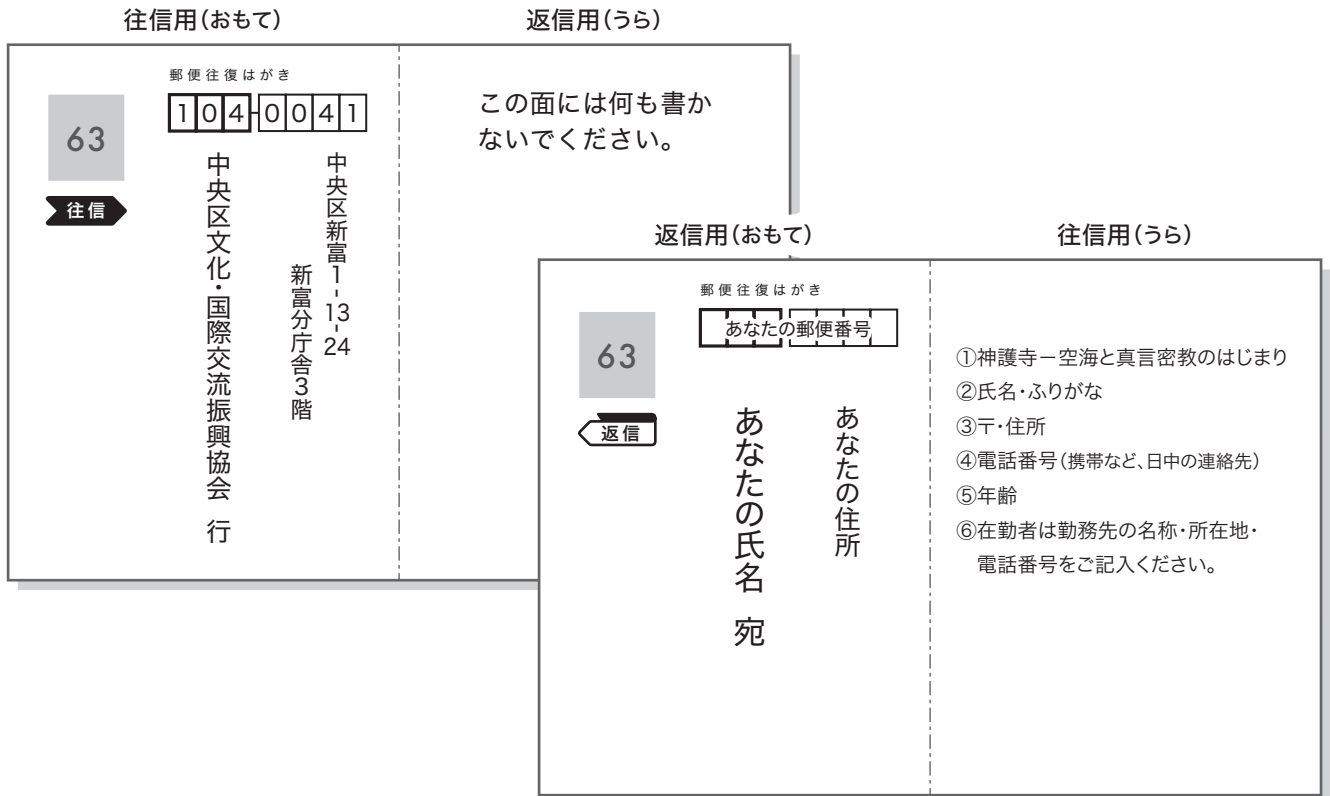 往信用(おもて)
返信用(うら)
郵便往復はがき
104-0041
63
往信
中央区新富1-13-24
新富分庁舎3階
中央区文化・国際交流振興協会 行
この面には何も書か
ないでください。
返信用(おもて)
往信用(うら)
郵便往復はがき
あなたの郵便番号
63
返信
あなたの住所
あなたの氏名 宛
①神護寺－空海と真言密教のはじまり
②氏名・ふりがな
③〒・住所
④電話番号(携帯など、日中の連絡先)
⑤年齢
⑥在勤者は勤務先の名称・所在地・
電話番号をご記入ください。